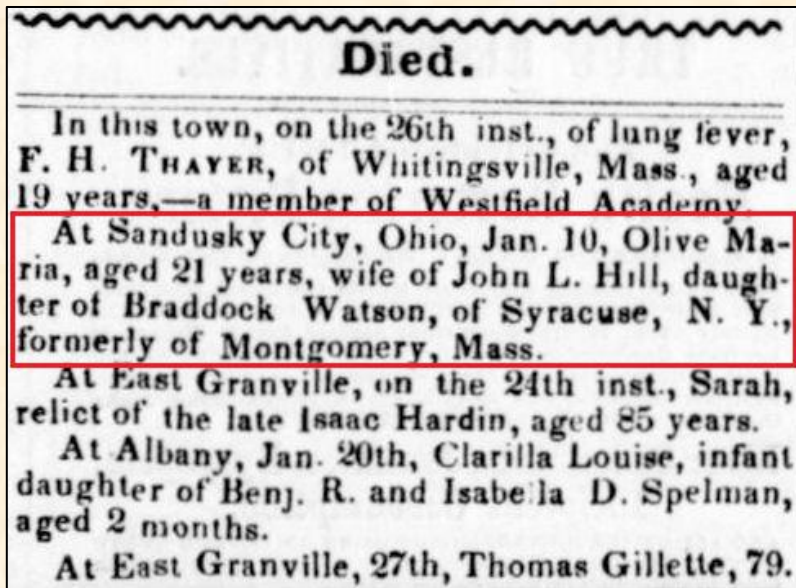 Died.
In this town, on the 26th inst., of lung fever,
F. H. THAYER, of Whitingsville, Mass., aged
19 years,—a member of Westfield Academy.
At Sandusky City, Ohio, Jan. 10, Olive Ma-
ria, aged 21 years, wife of John L. Hill, daugh-
ter of Braddock Watson, of Syracuse, N. Y.,
formerly of Montgomery, Mass.
At East Granville, on the 24th inst., Sarah,
relict of the late Isaac Hardin, aged 85 years.
At Albany, Jan. 20th, Clarilla Louise, infant
daughter of Benj. R. and Isabella D. Spelman,
aged 2 months.
At East Granville, 27th, Thomas Gillette, 79.